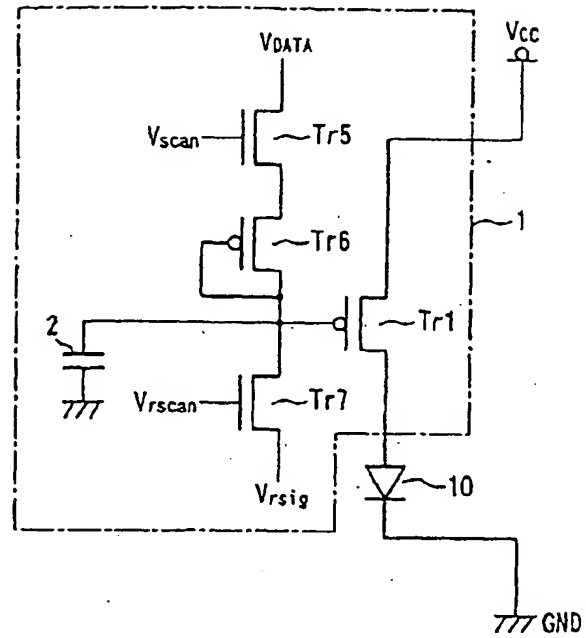 VDATA
Vcc
Vscan
Tr5
1
Tr6
2
Tr1
Vrscan
Tr7
10
Vrsig
GND